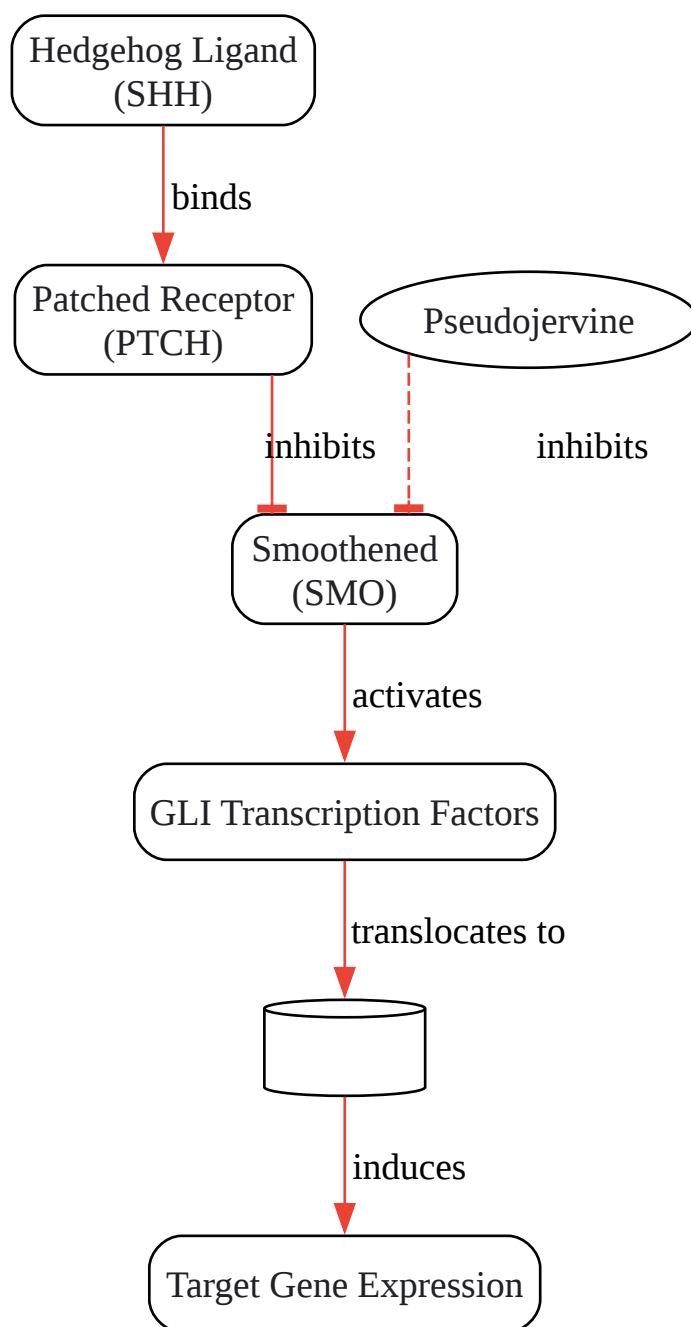 Hedgehog Ligand
(SHH)
binds
Patched Receptor
(PTCH)
Pseudojervine
inhibits
inhibits
Smoothened
(SMO)
activates
GLI Transcription Factors
translocates to
induces
Target Gene Expression